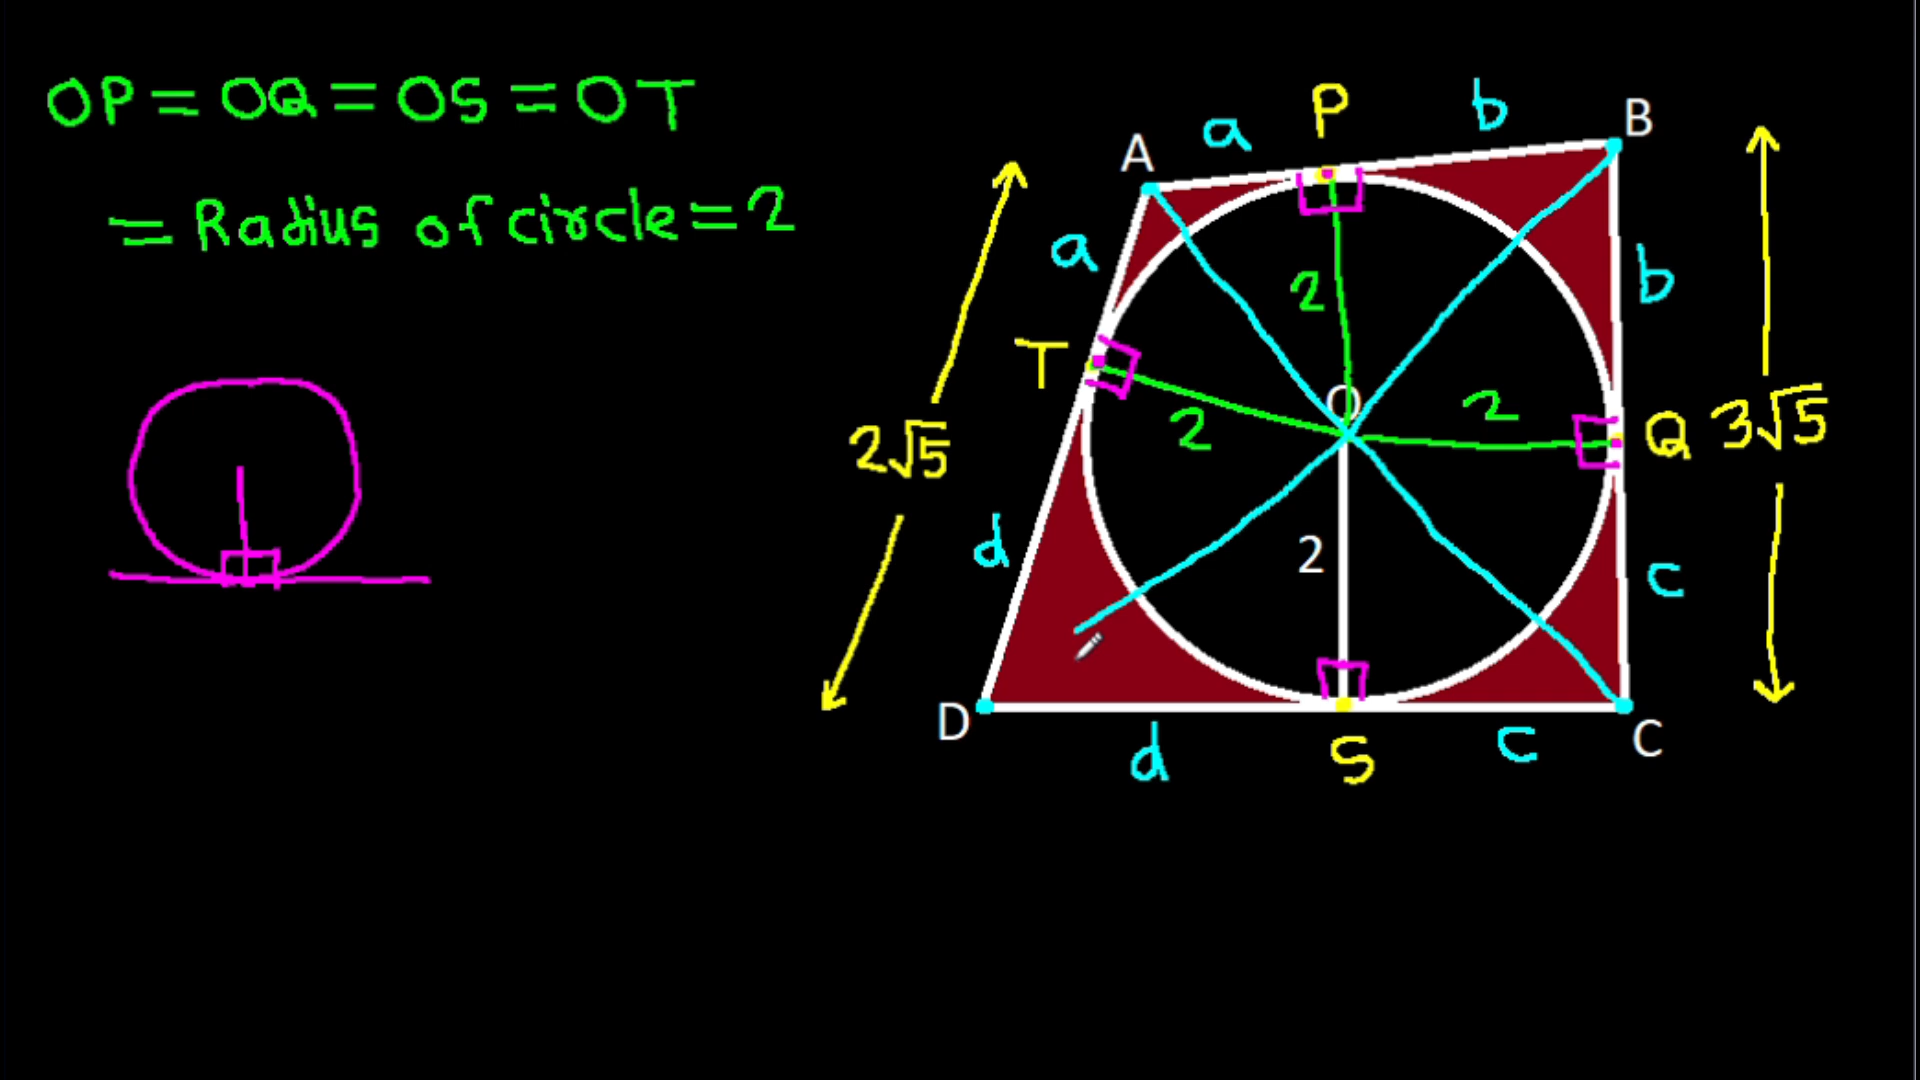 OP = OQ = OS = OT
= Radius of circle = 2
P
b
B
a
A
a
2
b
T
O
2
2
Q
3√5
2√5
d
2
c
D
d
S
c
C